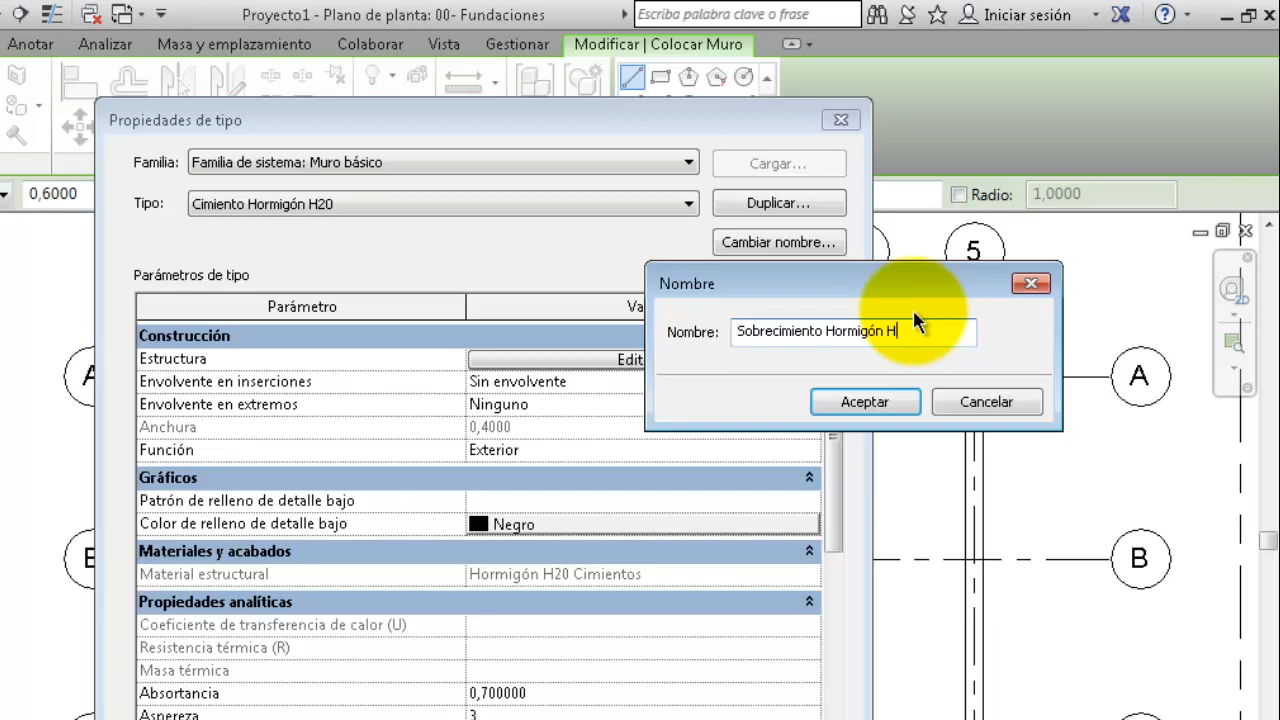 Proyecto1 - Plano de planta: 00- Fundaciones
Escriba palabra clave o frase
Iniciar sesión
Anotar Analizar Masa y emplazamiento Colaborar Vista Gestionar Modificar | Colocar Muro
Propiedades de tipo
Familia: Familia de sistema: Muro básico Cargar...
0,6000
Radio: 1,0000
Tipo: Cimiento Hormigón H20 Duplicar...
Cambiar nombre...
5
2D
Parámetros de tipo
Nombre
Parámetro
Nombre: Sobrecimiento Hormigón H
Construcción
Estructura Edit
Envolvente en inserciones Sin envolvente
A
Envolvente en extremos Ninguno
Aceptar Cancelar
Anchura 0,4000
Función Exterior
Gráficos
Patrón de relleno de detalle bajo
Color de relleno de detalle bajo Negro
Materiales y acabados
B
Material estructural Hormigón H20 Cimientos
Propiedades analíticas
Coeficiente de transferencia de calor (U)
Resistencia térmica (R)
Masa térmica
Absortancia 0,700000
Aspereza 3